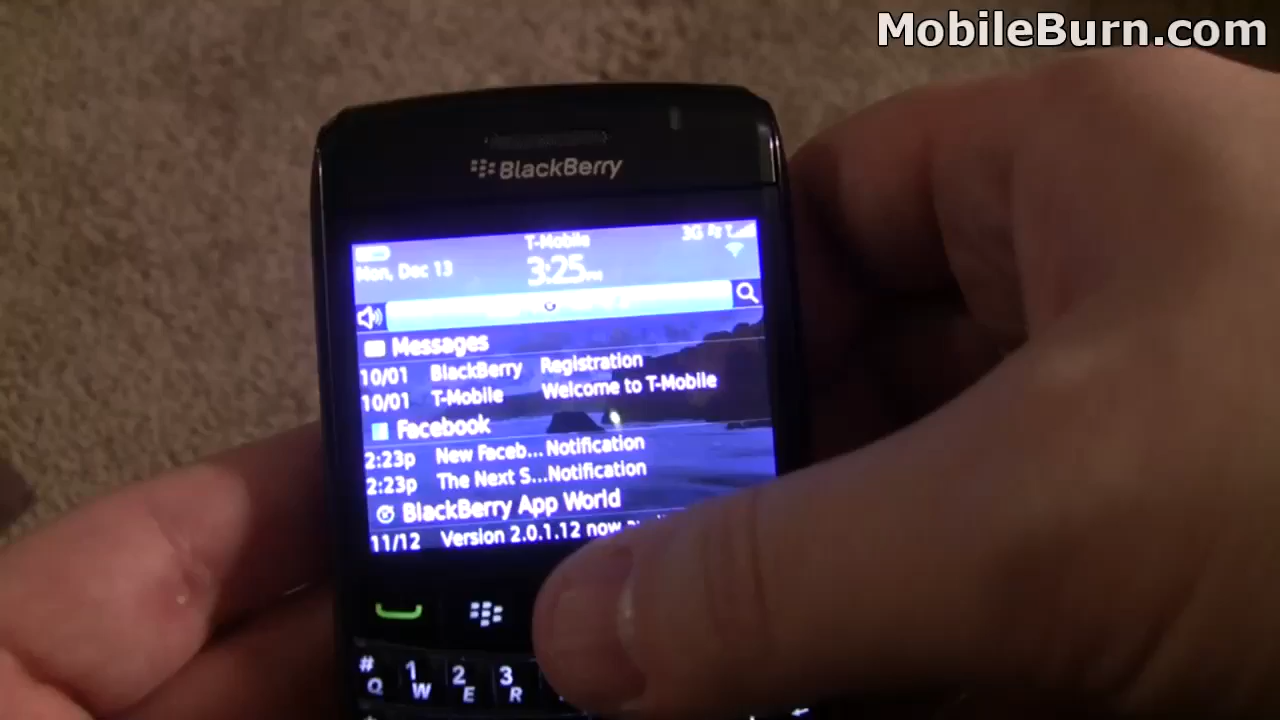 MobileBurn.com
BlackBerry
T-Mobile
3G
Mon, Dec 13
3:25 PM
Messages
10/01 BlackBerry Registration
10/01 T-Mobile Welcome to T-Mobile
Facebook
2:23p New Faceb... Notification
2:23p The Next S... Notification
BlackBerry App World
11/12 Version 2.0.1.12 now
# 1 2 3
Q W E R